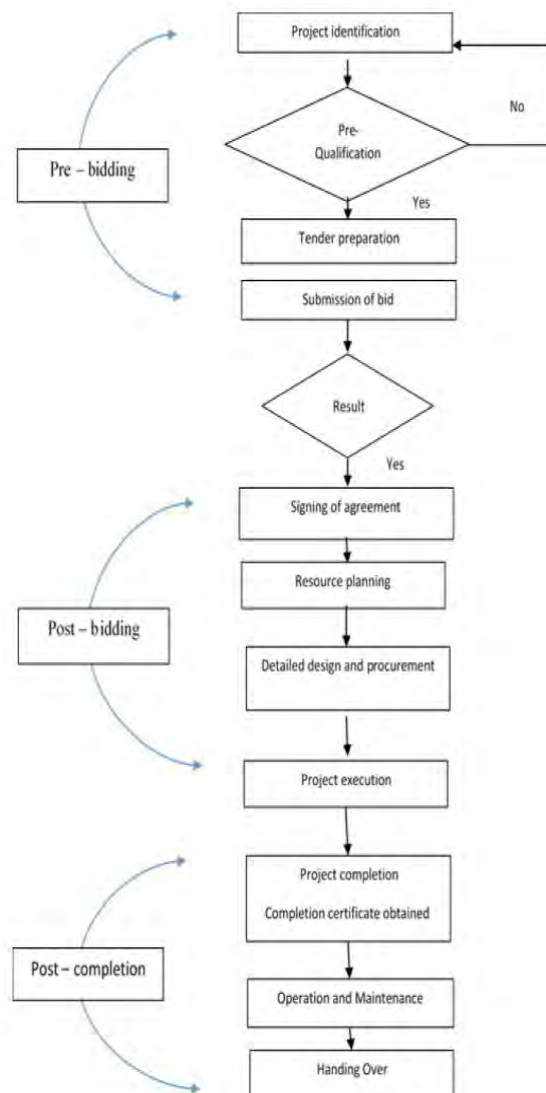 Project identification
No
Pre-
Qualification
Pre – bidding
Yes
Tender preparation
Submission of bid
Result
Yes
Signing of agreement
Resource planning
Post – bidding
Detailed design and procurement
Project execution
Project completion
Completion certificate obtained
Post – completion
Operation and Maintenance
Handing Over